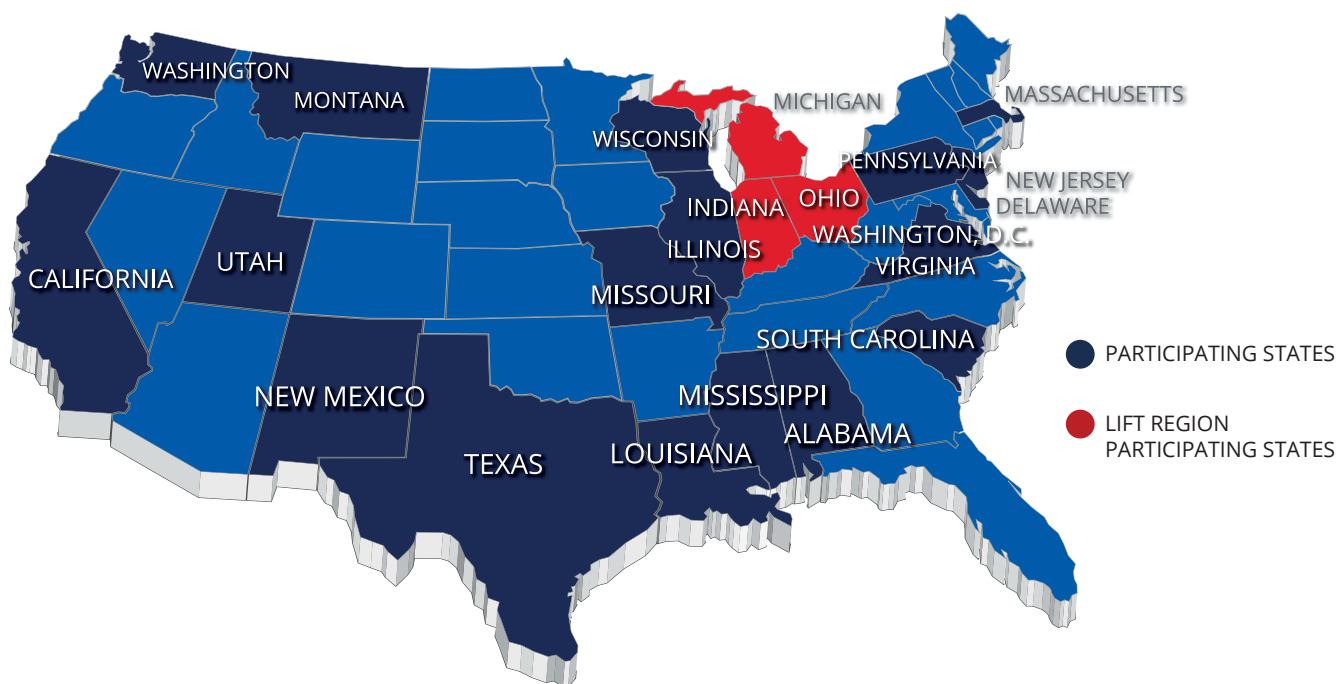 WASHINGTON
MONTANA
MICHIGAN
MASSACHUSETTS
WISCONSIN
PENNSYLVANIA
NEW JERSEY
DELAWARE
INDIANA
OHIO
WASHINGTON, D.C.
ILLINOIS
UTAH
VIRGINIA
CALIFORNIA
MISSOURI
SOUTH CAROLINA
NEW MEXICO
MISSISSIPPI
ALABAMA
LOUISIANA
TEXAS
PARTICIPATING STATES
LIFT REGION
PARTICIPATING STATES